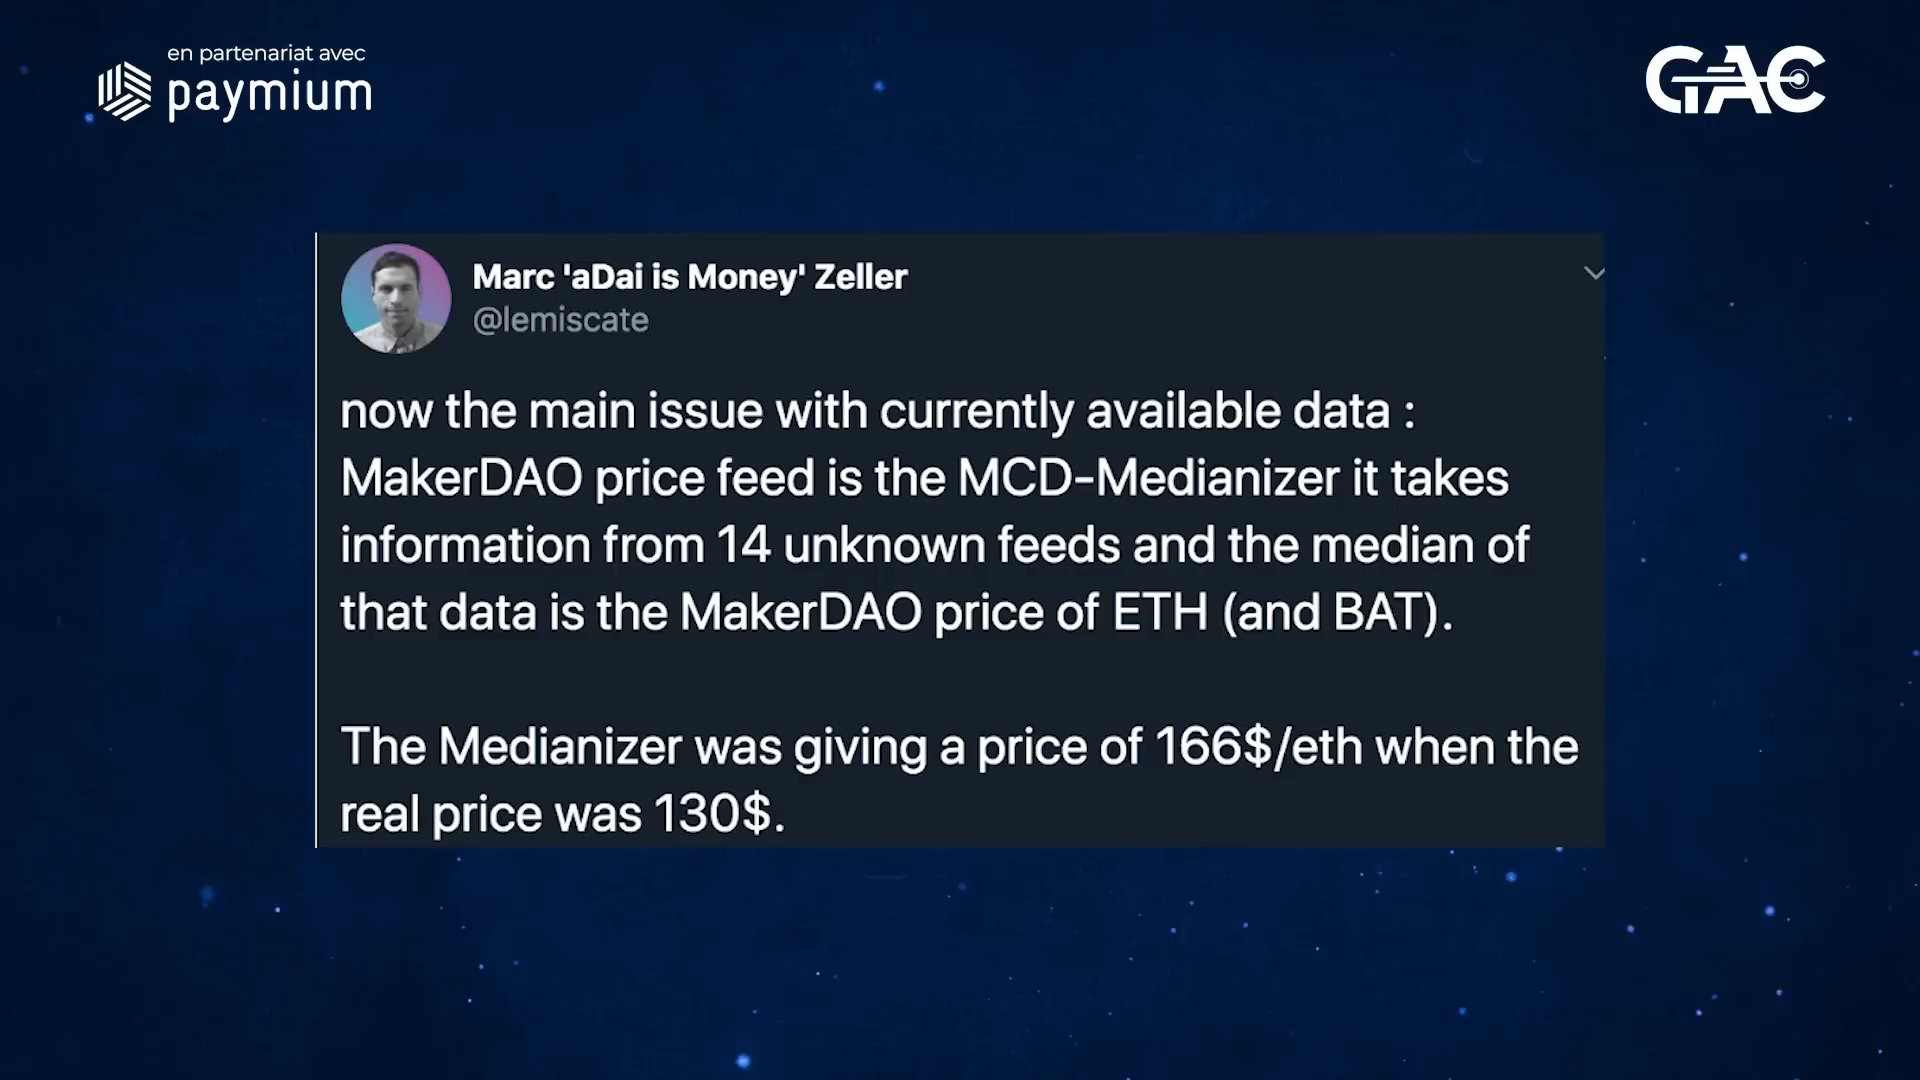 en partenariat avec
paymium
GAC
Marc 'aDai is Money' Zeller
@lemiscate
now the main issue with currently available data :
MakerDAO price feed is the MCD-Medianizer it takes
information from 14 unknown feeds and the median of
that data is the MakerDAO price of ETH (and BAT).
The Medianizer was giving a price of 166$/eth when the
real price was 130$.